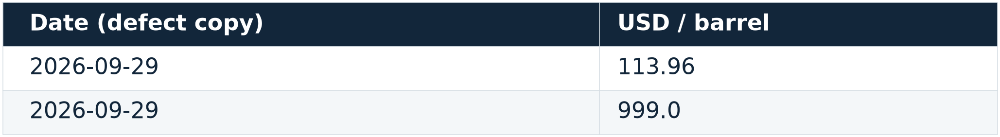 Date (defect copy) USD / barrel
2026-09-29 113.96
2026-09-29 999.0